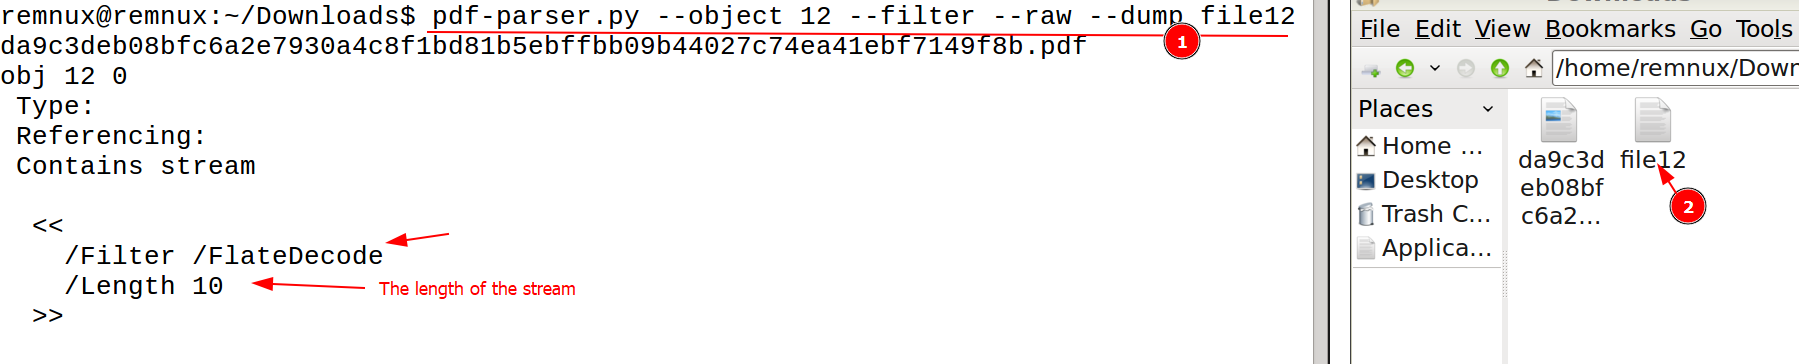 remnux@remnux:~/Downloads$ pdf-parser.py --object 12 --filter --raw --dump file12
da9c3deb08bfc6a2e7930a4c8f1bd81b5ebffbb09b44027c74ea41ebf7149f8b.pdf
1
obj 12 0
Type:
Referencing:
Contains stream
<<
/Filter /FlateDecode
/Length 10
The length of the stream
>>
File Edit View Bookmarks Go Tools
/home/remnux/Down
Places
Home ...
Desktop
Trash C...
Applica...
da9c3d
eb08bf
c6a2...
file12
2